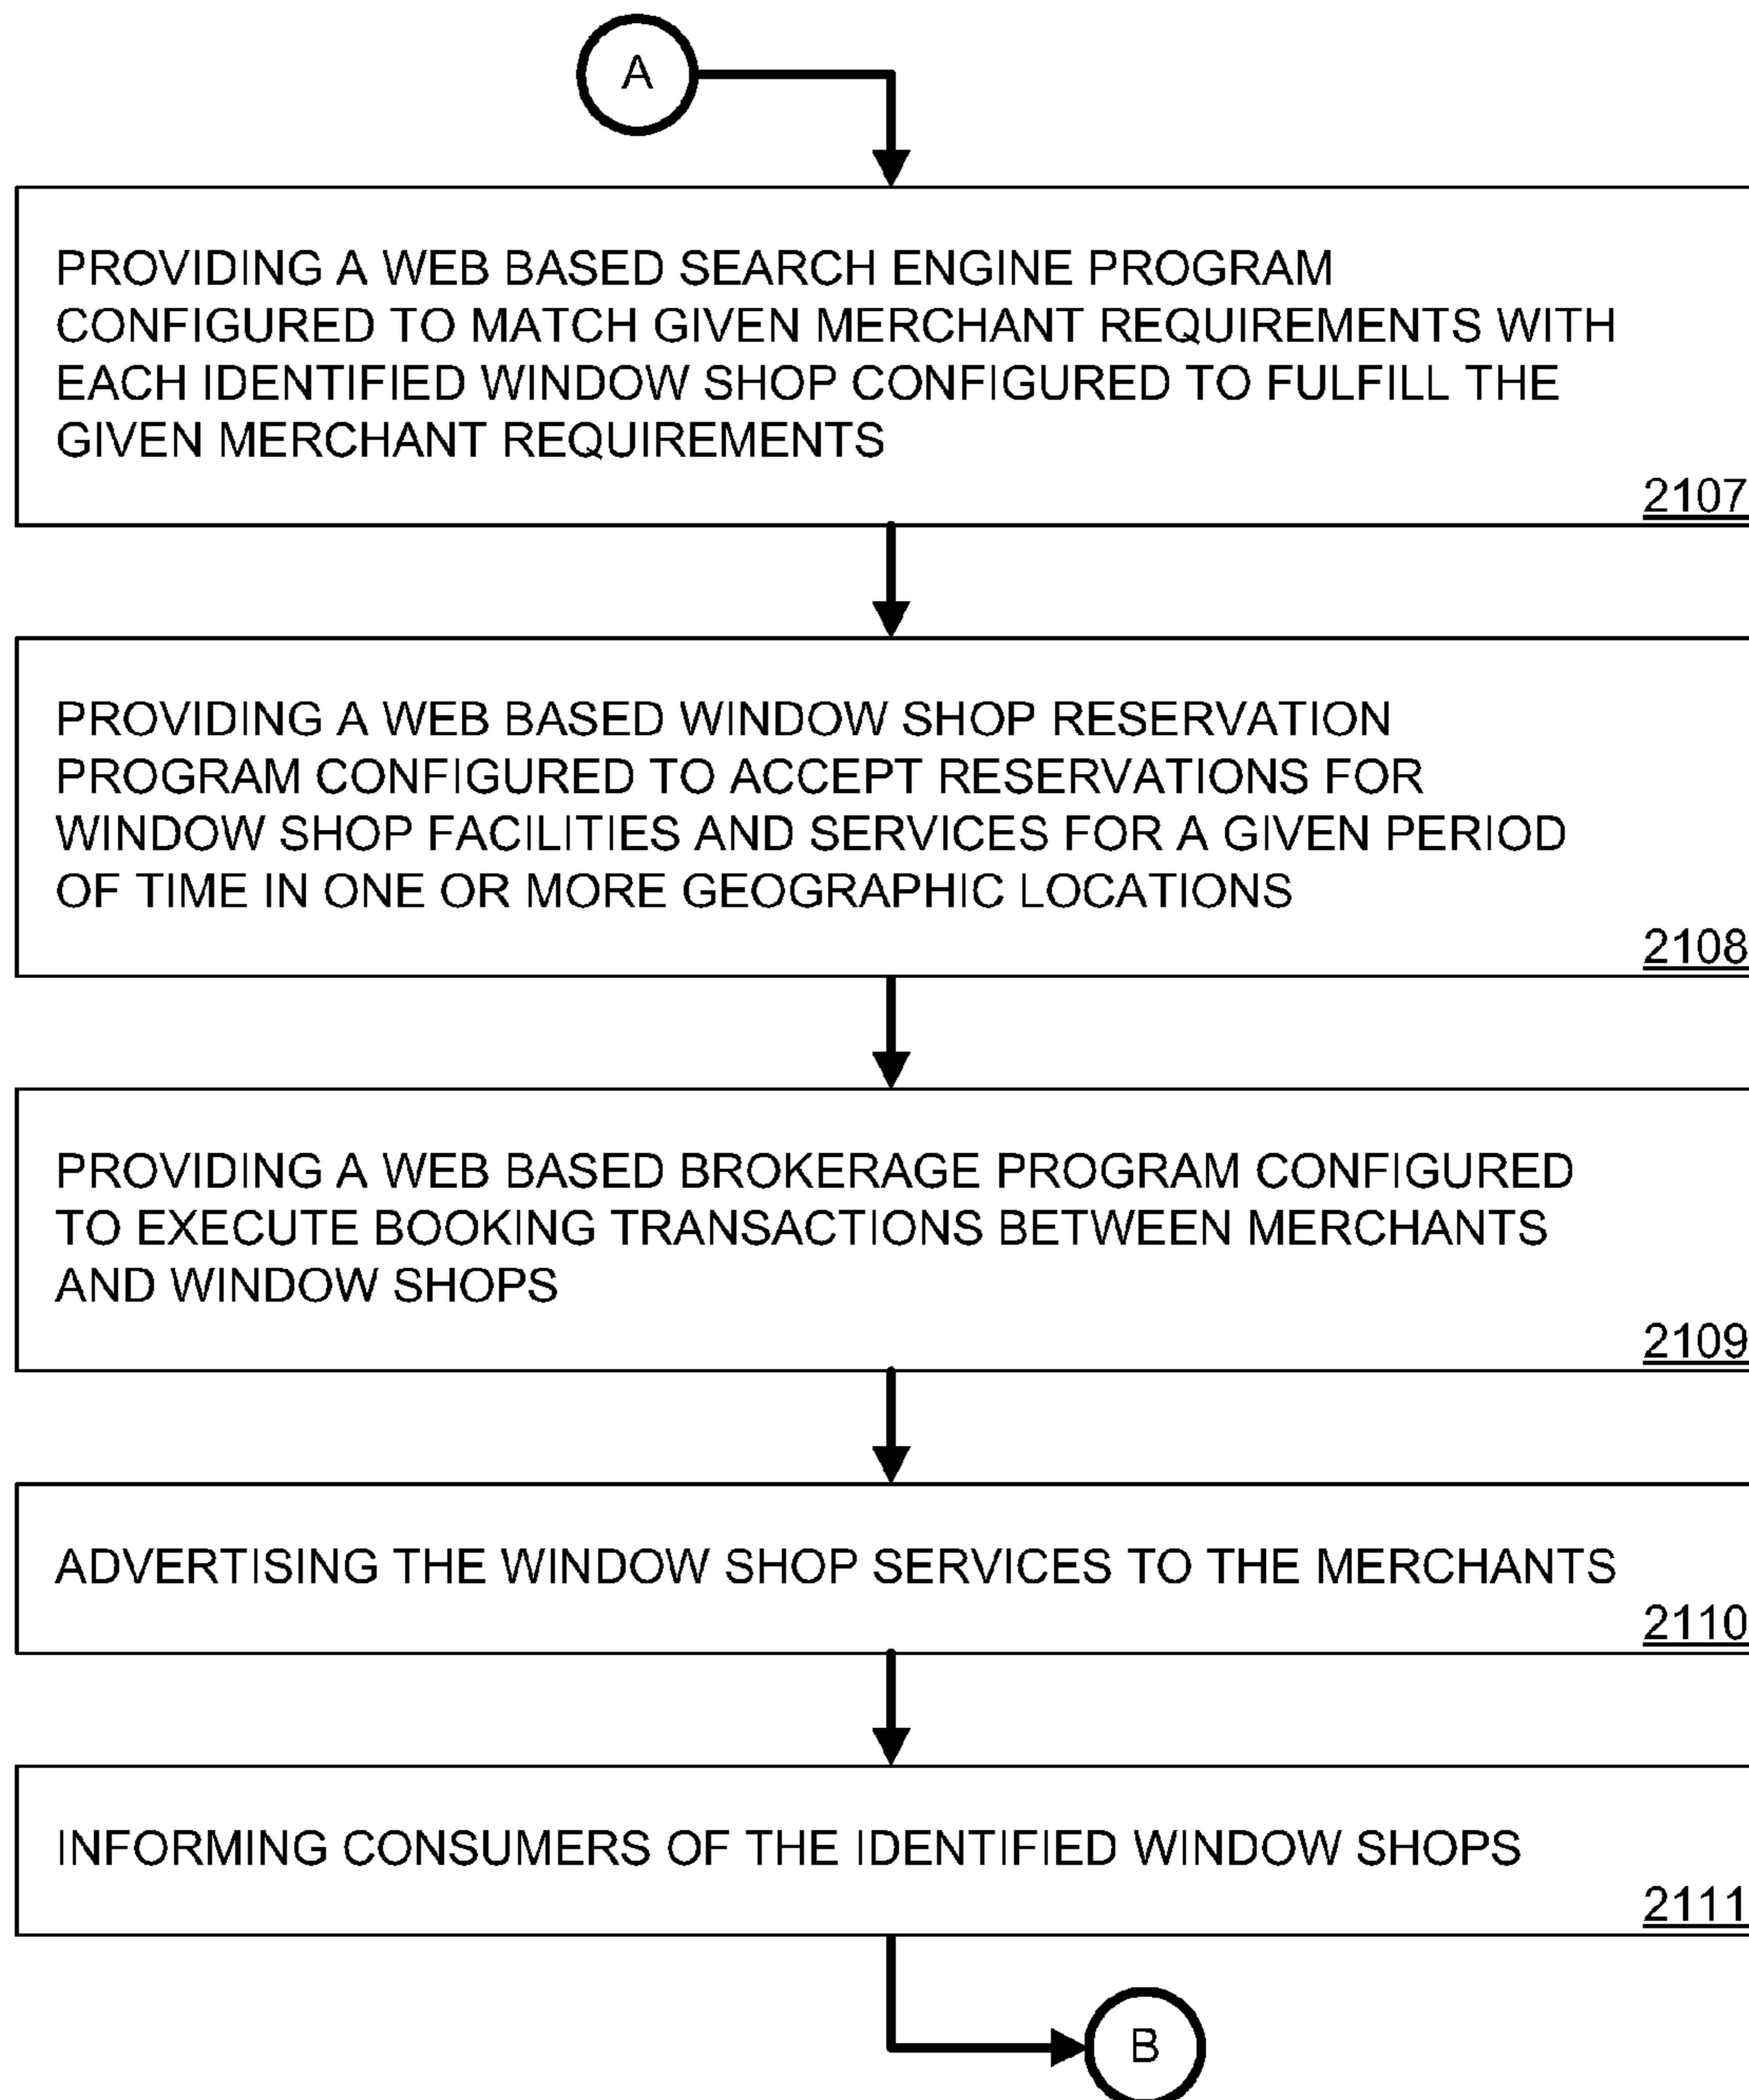 A
PROVIDING A WEB BASED SEARCH ENGINE PROGRAM
CONFIGURED TO MATCH GIVEN MERCHANT REQUIREMENTS WITH
EACH IDENTIFIED WINDOW SHOP CONFIGURED TO FULFILL THE
GIVEN MERCHANT REQUIREMENTS
2107
PROVIDING A WEB BASED WINDOW SHOP RESERVATION
PROGRAM CONFIGURED TO ACCEPT RESERVATIONS FOR
WINDOW SHOP FACILITIES AND SERVICES FOR A GIVEN PERIOD
OF TIME IN ONE OR MORE GEOGRAPHIC LOCATIONS
2108
PROVIDING A WEB BASED BROKERAGE PROGRAM CONFIGURED
TO EXECUTE BOOKING TRANSACTIONS BETWEEN MERCHANTS
AND WINDOW SHOPS
2109
ADVERTISING THE WINDOW SHOP SERVICES TO THE MERCHANTS
2110
INFORMING CONSUMERS OF THE IDENTIFIED WINDOW SHOPS
2111
B